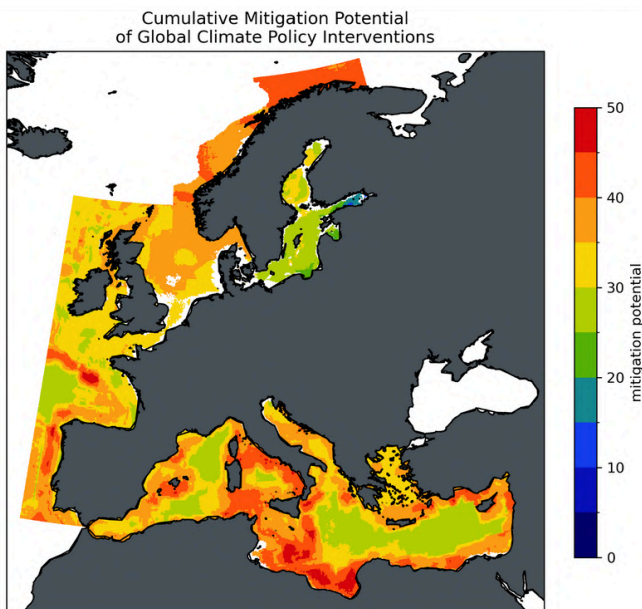 Cumulative Mitigation Potential
of Global Climate Policy Interventions
50
40
30
20
10
0
mitigation potential